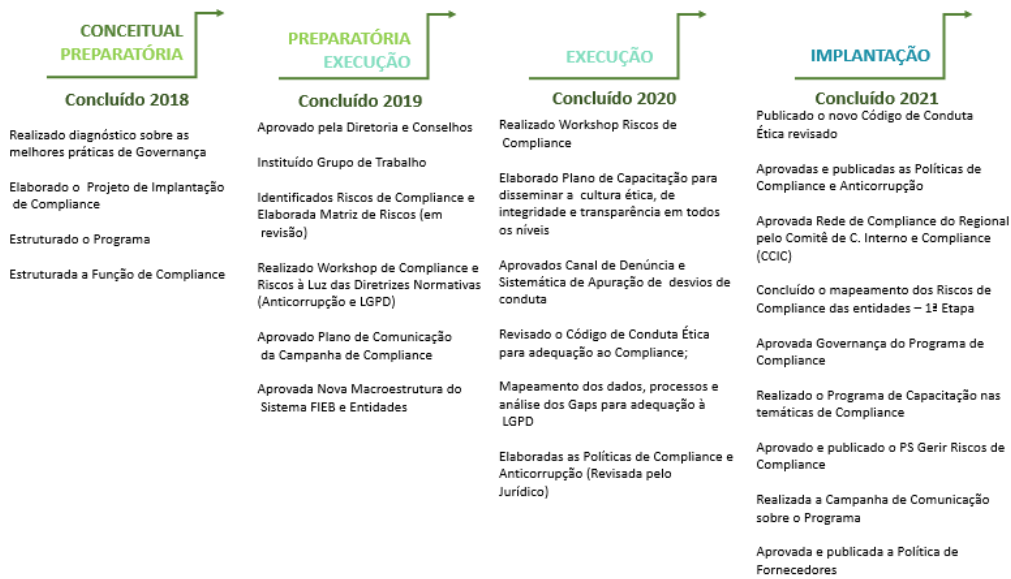 CONCEITUAL
PREPARATÓRIA
Concluído 2018
Realizado diagnóstico sobre as
melhores práticas de Governança
Elaborado o Projeto de Implantação
de Compliance
Estruturado o Programa
Estruturada a Função de Compliance
PREPARATÓRIA
EXECUÇÃO
Concluído 2019
Aprovado pela Diretoria e Conselhos
Instituído Grupo de Trabalho
Identificados Riscos de Compliance e
Elaborada Matriz de Riscos (em
revisão)
Realizado Workshop de Compliance e
Riscos à Luz das Diretrizes Normativas
(Anticorrupção e LGPD)
Aprovado Plano de Comunicação
da Campanha de Compliance
Aprovada Nova Macroestrutura do
Sistema FIEB e Entidades
EXECUÇÃO
Concluído 2020
Realizado Workshop Riscos de
Compliance
Elaborado Plano de Capacitação para
disseminar a cultura ética, de
integridade e transparência em todos
os níveis
Aprovados Canal de Denúncia e
Sistemática de Apuração de desvios de
conduta
Revisado o Código de Conduta Ética
para adequação ao Compliance;
Mapeamento dos dados, processos e
análise dos Gaps para adequação à
LGPD
Elaboradas as Políticas de Compliance e
Anticorrupção (Revisada pelo
Jurídico)
IMPLANTAÇÃO
Concluído 2021
Publicado o novo Código de Conduta
Ética revisado
Aprovadas e publicadas as Políticas de
Compliance e Anticorrupção
Aprovada Rede de Compliance do Regional
pelo Comitê de C. Interno e Compliance
(CCIC)
Concluído o mapeamento dos Riscos de
Compliance das entidades – 1ª Etapa
Aprovada Governança do Programa de
Compliance
Realizado o Programa de Capacitação nas
temáticas de Compliance
Aprovado e publicado o PS Gerir Riscos de
Compliance
Realizada a Campanha de Comunicação
sobre o Programa
Aprovada e publicada a Política de
Fornecedores